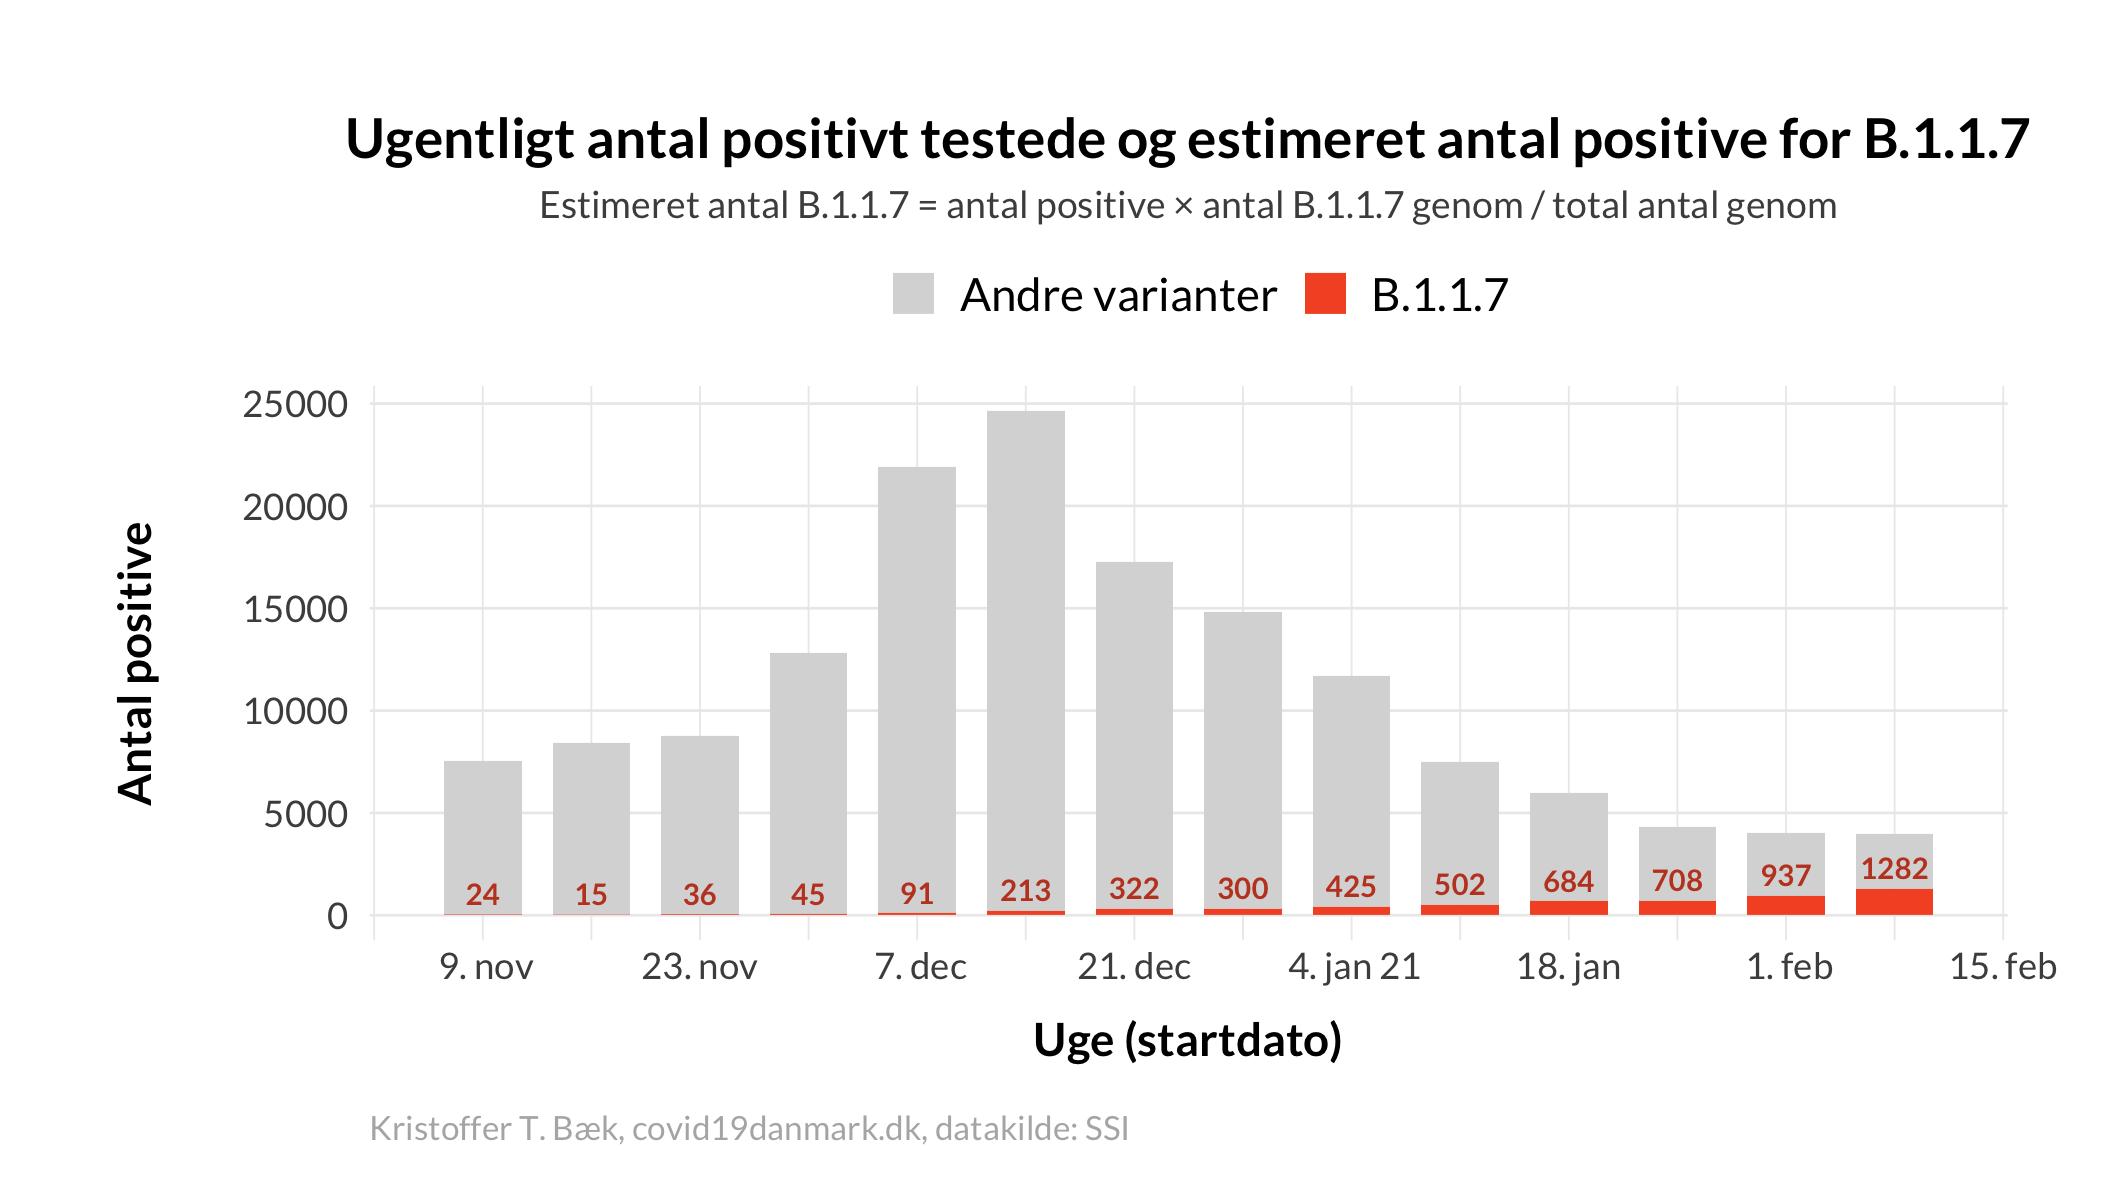 Ugentligt antal positivt testede og estimeret antal positive for B.1.1.7
Estimeret antal B.1.1.7 = antal positive × antal B.1.1.7 genom / total antal genom
Andre varianter B.1.1.7
Antal positive
25000
20000
15000
10000
5000
0
24 15 36 45 91 213 322 300 425 502 684 708 937 1282
9. nov 23. nov 7. dec 21. dec 4. jan 21 18. jan 1. feb 15. feb
Uge (startdato)
Kristoffer T. Bæk, covid19danmark.dk, datakilde: SSI